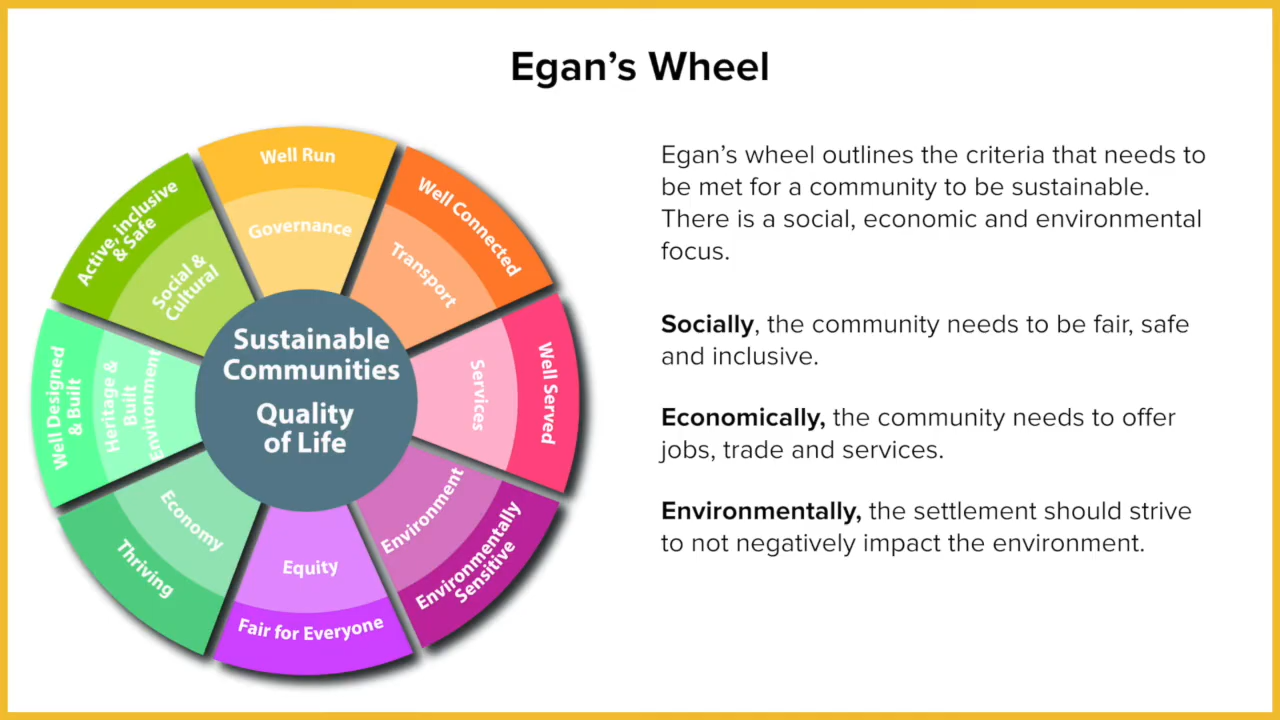 Egan’s Wheel
Well Run
Governance
Well Connected
Transport
Well Served
Services
Environment
Environmentally
Sensitive
Equity
Fair for Everyone
Economy
Thriving
Well Designed
& Built
Heritage &
Built
Environment
Active, inclusive
& Safe
Social &
Cultural
Sustainable
Communities
Quality
of Life
Egan’s wheel outlines the criteria that needs to
be met for a community to be sustainable.
There is a social, economic and environmental
focus.
Socially, the community needs to be fair, safe
and inclusive.
Economically, the community needs to offer
jobs, trade and services.
Environmentally, the settlement should strive
to not negatively impact the environment.